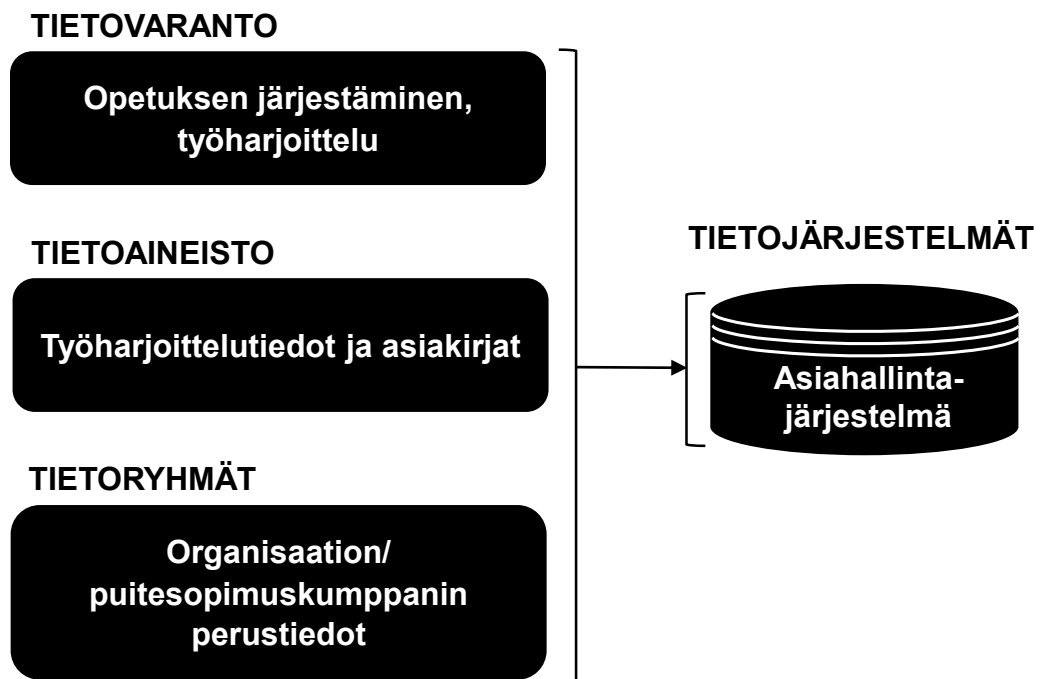 TIETOVARANTO
Opetuksen järjestäminen,
työharjoittelu
TIETOAINEISTO
Työharjoittelutiedot ja asiakirjat
TIETORYHMÄT
Organisaation/
puitesopimuskumppanin
perustiedot
TIETOJÄRJESTELMÄT
Asiahallinta-
järjestelmä